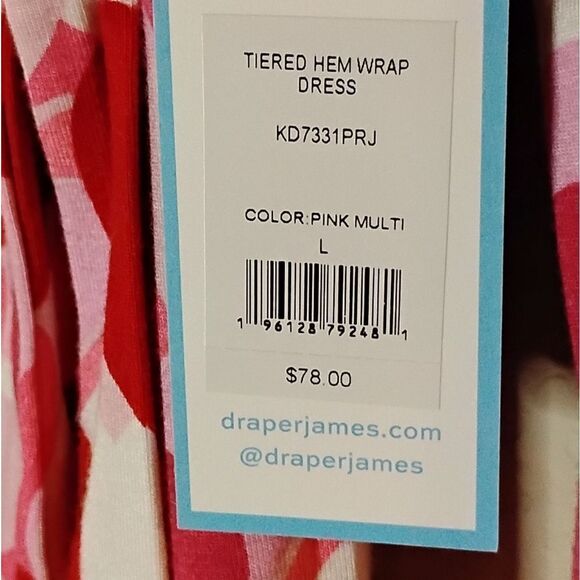 TIERED HEM WRAP
DRESS
KD7331PRJ
COLOR:PINK MULTI
L
1 96128 79248 1
$78.00
draperjames.com
@draperjames